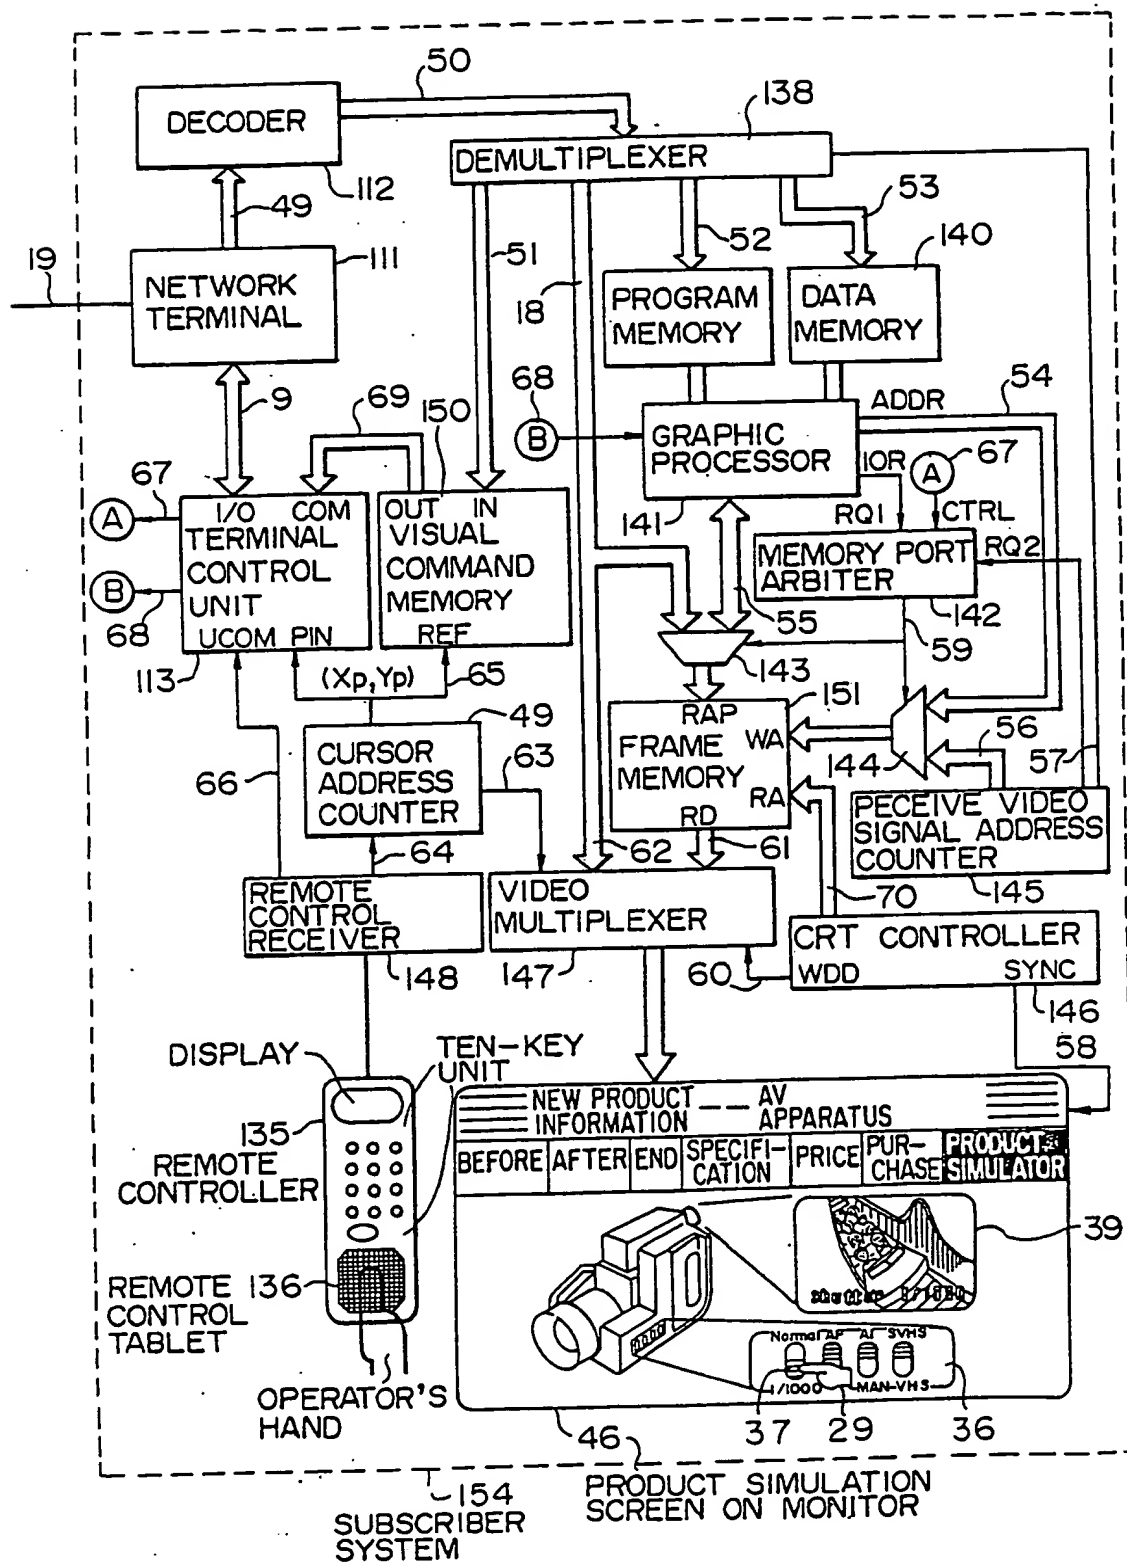 50
DECODER
138
DEMULTIPLEXER
112
49
53
19
111
NETWORK
TERMINAL
51
18
52
140
PROGRAM
MEMORY
DATA
MEMORY
9
69
150
68
B
ADDR
54
GRAPHIC
PROCESSOR
IOR
A
67
67
A
I/O COM
TERMINAL
CONTROL
UNIT
UCOM PIN
OUT IN
VISUAL
COMMAND
MEMORY
REF
141
RQ1
CTRL
MEMORY PORT
ARBITER
RQ2
B
68
55
142
59
113
(Xp,Yp)
65
143
151
49
RAP
FRAME
MEMORY
WA
RA
RD
144
56
57
66
CURSOR
ADDRESS
COUNTER
63
PECEIVE VIDEO
SIGNAL ADDRESS
COUNTER
64
62
61
145
REMOTE
CONTROL
RECEIVER
VIDEO
MULTIPLEXER
70
CRT CONTROLLER
WDD
SYNC
148
147
60
146
58
DISPLAY
TEN-KEY
UNIT
135
REMOTE
CONTROLLER
NEW PRODUCT
INFORMATION
AV
APPARATUS
BEFORE AFTER END SPECIFI-
CATION PRICE PUR-
CHASE PRODUCT
SIMULATOR
39
REMOTE
CONTROL
TABLET
136
Shutter 1/1000
Normal AF AI SVHS
1/1000 MAN-VHS
OPERATOR'S
HAND
37
29
36
46
PRODUCT SIMULATION
SCREEN ON MONITOR
154
SUBSCRIBER
SYSTEM